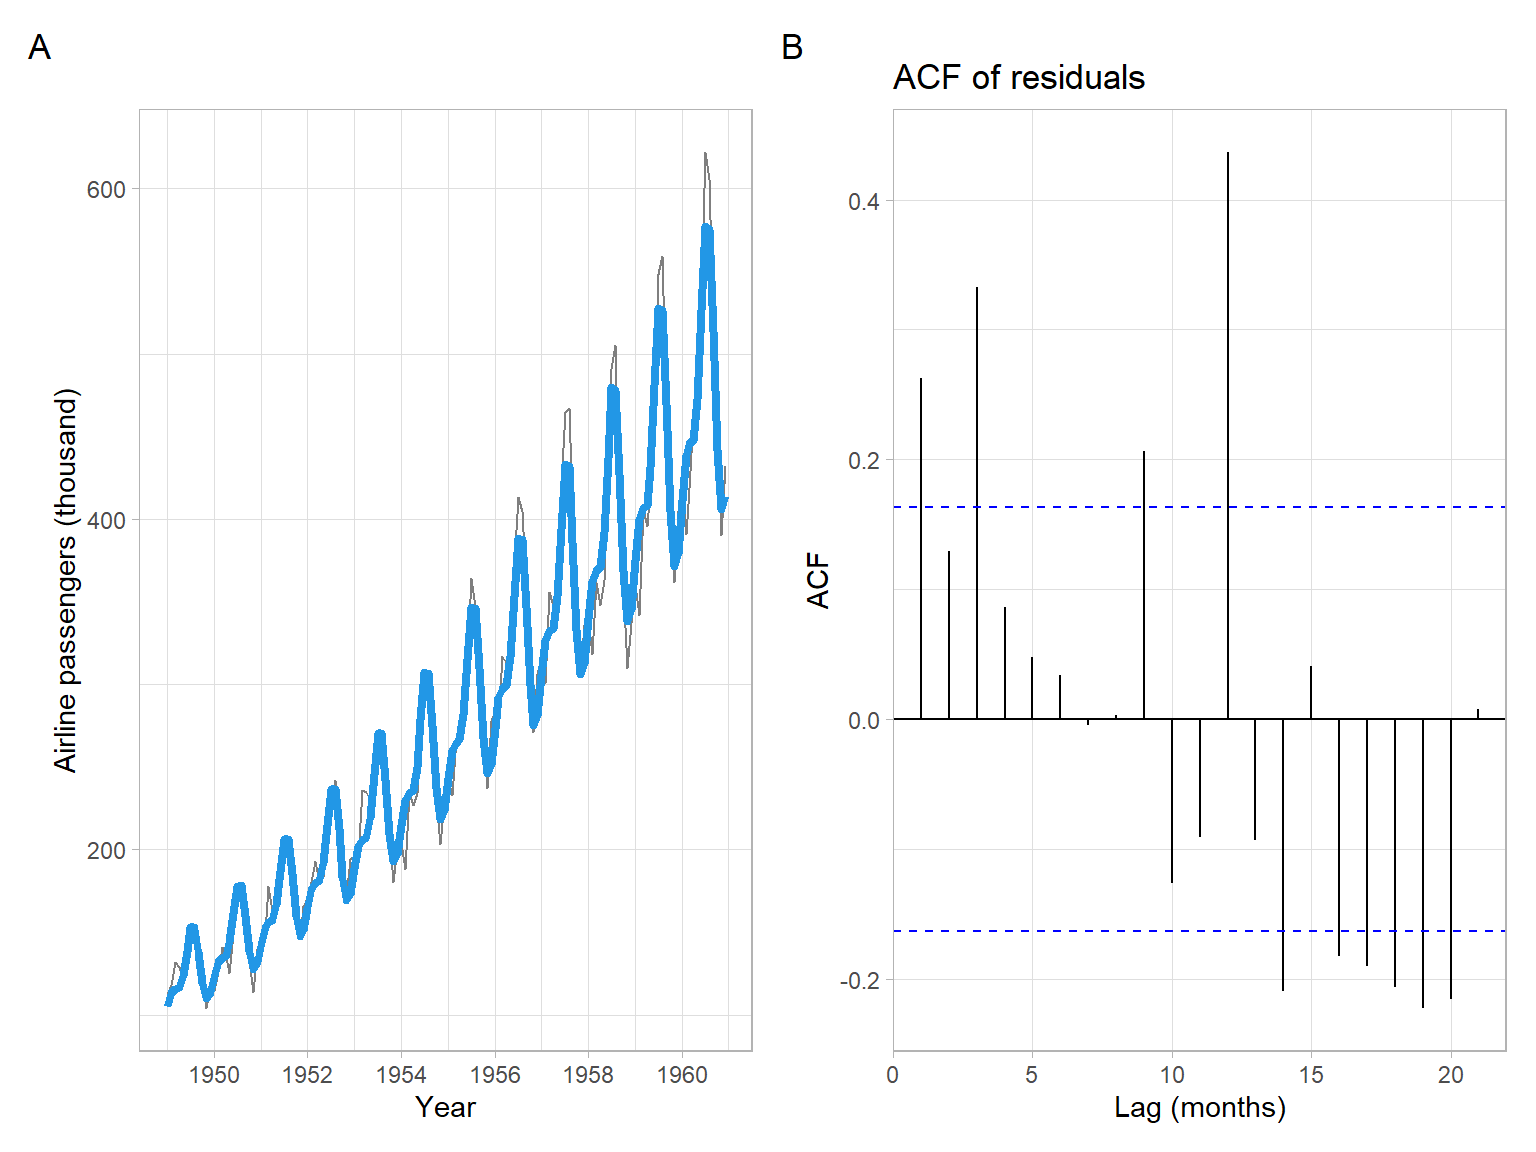 A
600
400
200
Airline passengers (thousand)
1950 1952 1954 1956 1958 1960
Year
B
ACF of residuals
0.4
0.2
0.0
-0.2
ACF
0 5 10 15 20
Lag (months)